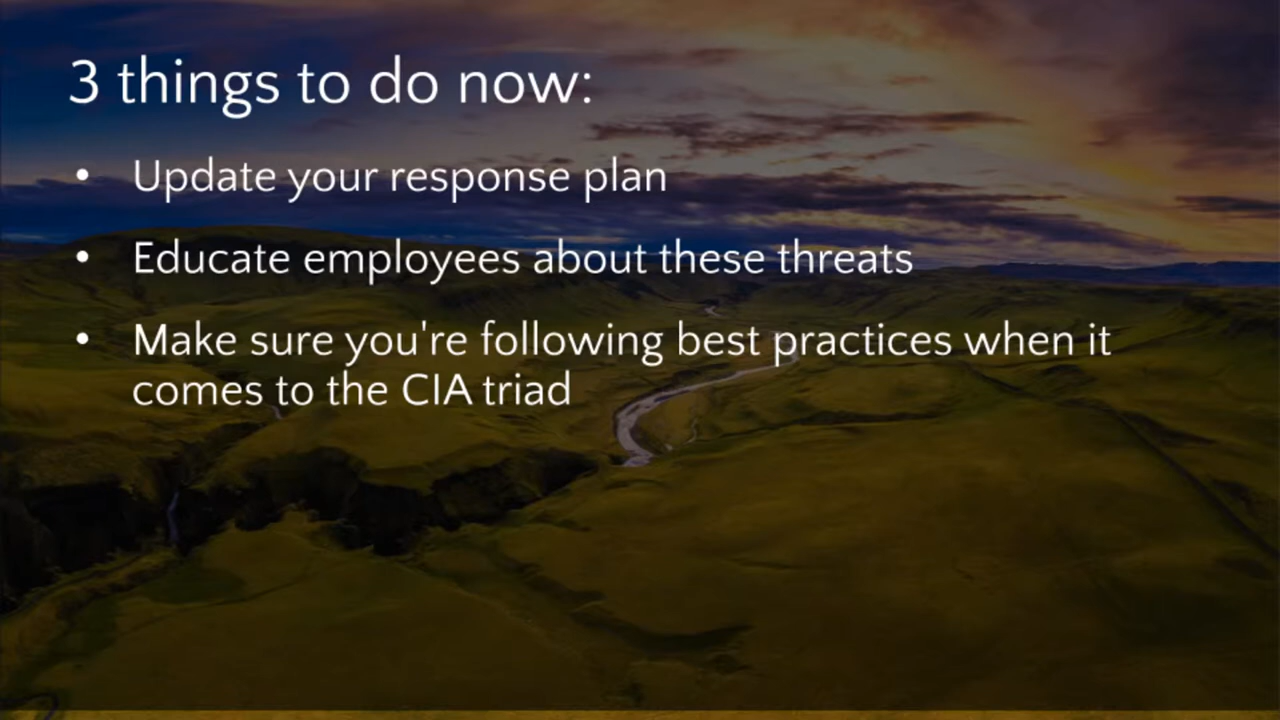 3 things to do now:
• Update your response plan
• Educate employees about these threats
• Make sure you're following best practices when it
comes to the CIA triad